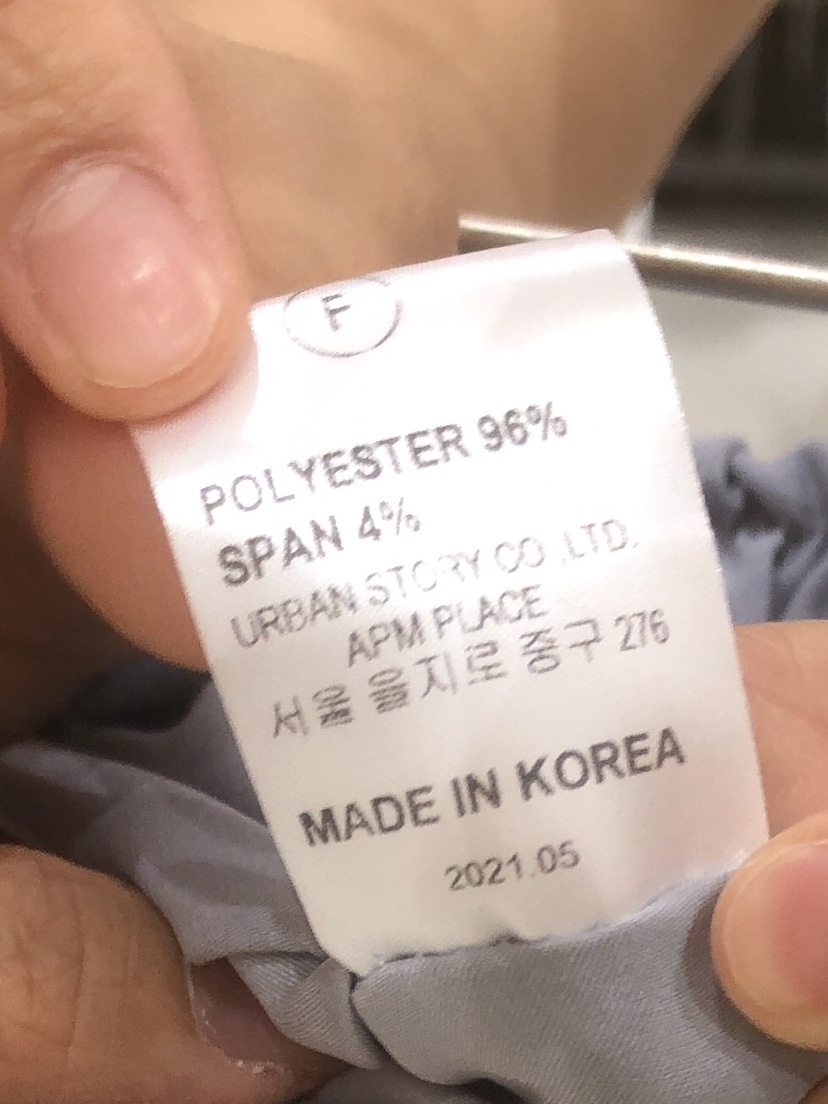 F
POLYESTER 96%
SPAN 4%
URBAN STORY CO .,LTD.
APM PLACE
서울 을지로 중구 276
MADE IN KOREA
2021.05